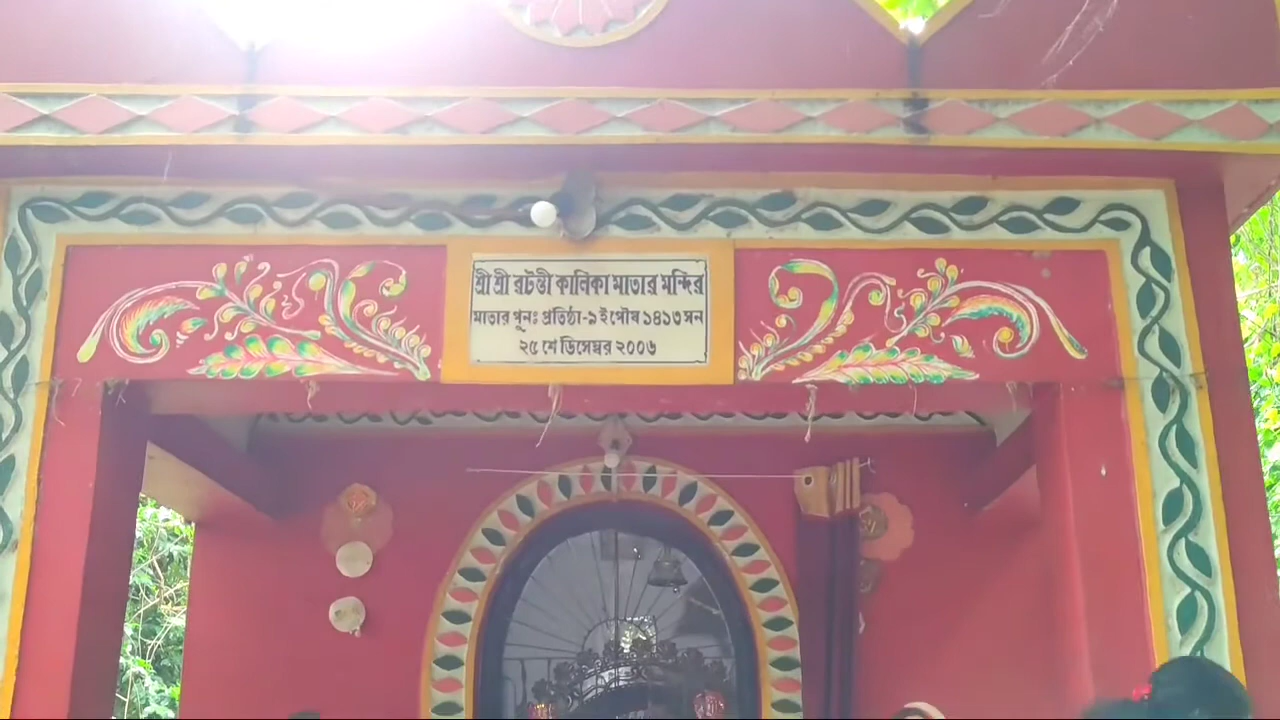 শ্রী শ্রী রটন্তী কালিকা মাতার মন্দির
মাতার পুনঃ প্রতিষ্ঠা-৯ ই পৌষ ১৪১৩ সন
২৫ শে ডিসেম্বর ২০০৬